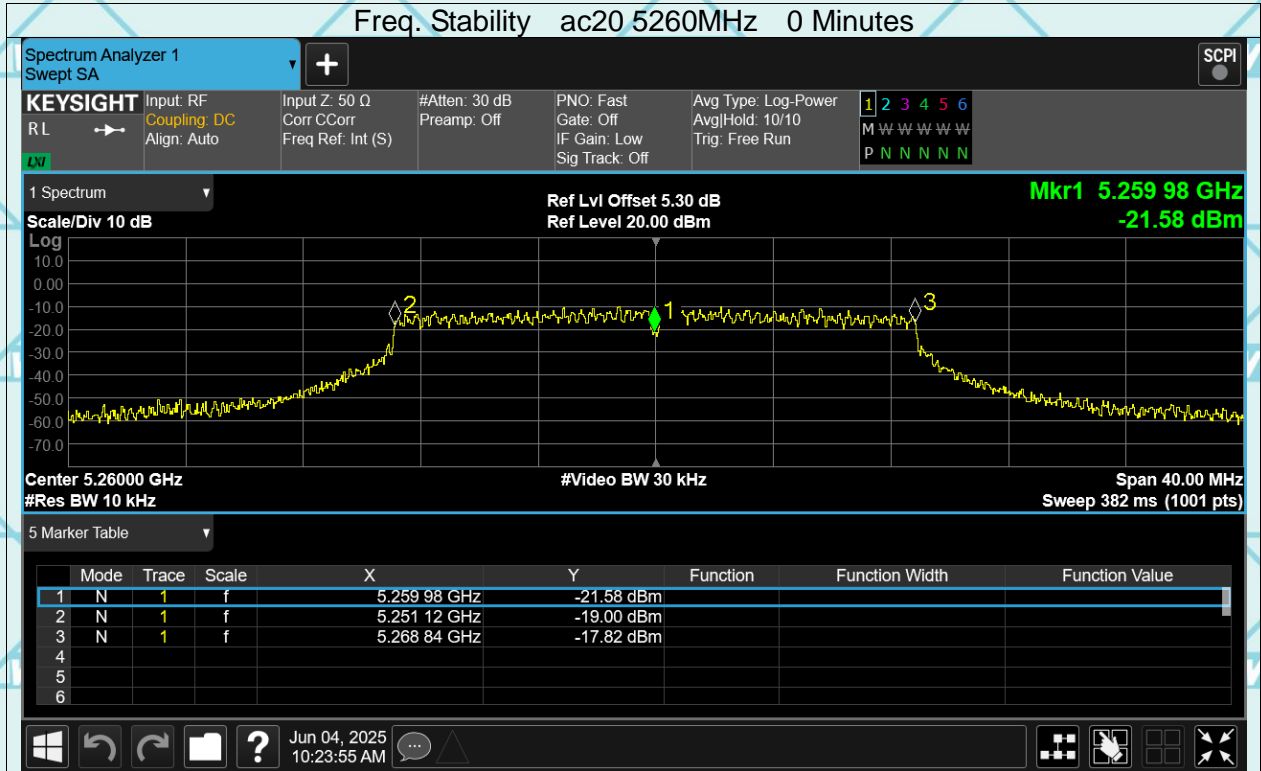 Freq. Stability ac20 5260MHz 0 Minutes
Spectrum Analyzer 1
Swept SA
SCPI
KEYSIGHT
RL
LXI
Input: RF
Coupling: DC
Align: Auto
Input Z: 50 Ω
Corr CCorr
Freq Ref: Int (S)
#Atten: 30 dB
Preamp: Off
PNO: Fast
Gate: Off
IF Gain: Low
Sig Track: Off
Avg Type: Log-Power
Avg|Hold: 10/10
Trig: Free Run
1 2 3 4 5 6
M W W W W W
P N N N N N
1 Spectrum
Scale/Div 10 dB
Ref Lvl Offset 5.30 dB
Ref Level 20.00 dBm
Mkr1 5.259 98 GHz
-21.58 dBm
Log
10.0
0.00
-10.0
-20.0
-30.0
-40.0
-50.0
-60.0
-70.0
2
1
3
Center 5.26000 GHz
#Res BW 10 kHz
#Video BW 30 kHz
Span 40.00 MHz
Sweep 382 ms (1001 pts)
5 Marker Table
Mode Trace Scale X Y Function Function Width Function Value
1 N 1 f 5.259 98 GHz -21.58 dBm
2 N 1 f 5.251 12 GHz -19.00 dBm
3 N 1 f 5.268 84 GHz -17.82 dBm
4
5
6
?
Jun 04, 2025
10:23:55 AM